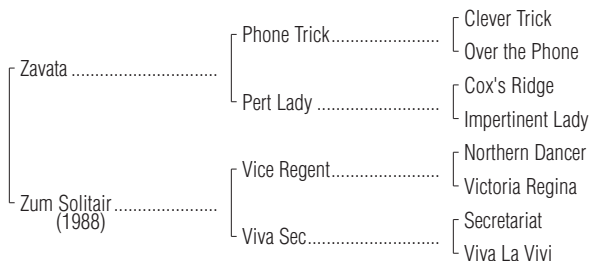 Clever Trick
Phone Trick
Over the Phone
Zavata
Cox's Ridge
Pert Lady
Impertinent Lady
Northern Dancer
Vice Regent
Victoria Regina
Zum Solitair
(1988)
Secretariat
Viva Sec
Viva La Vivi